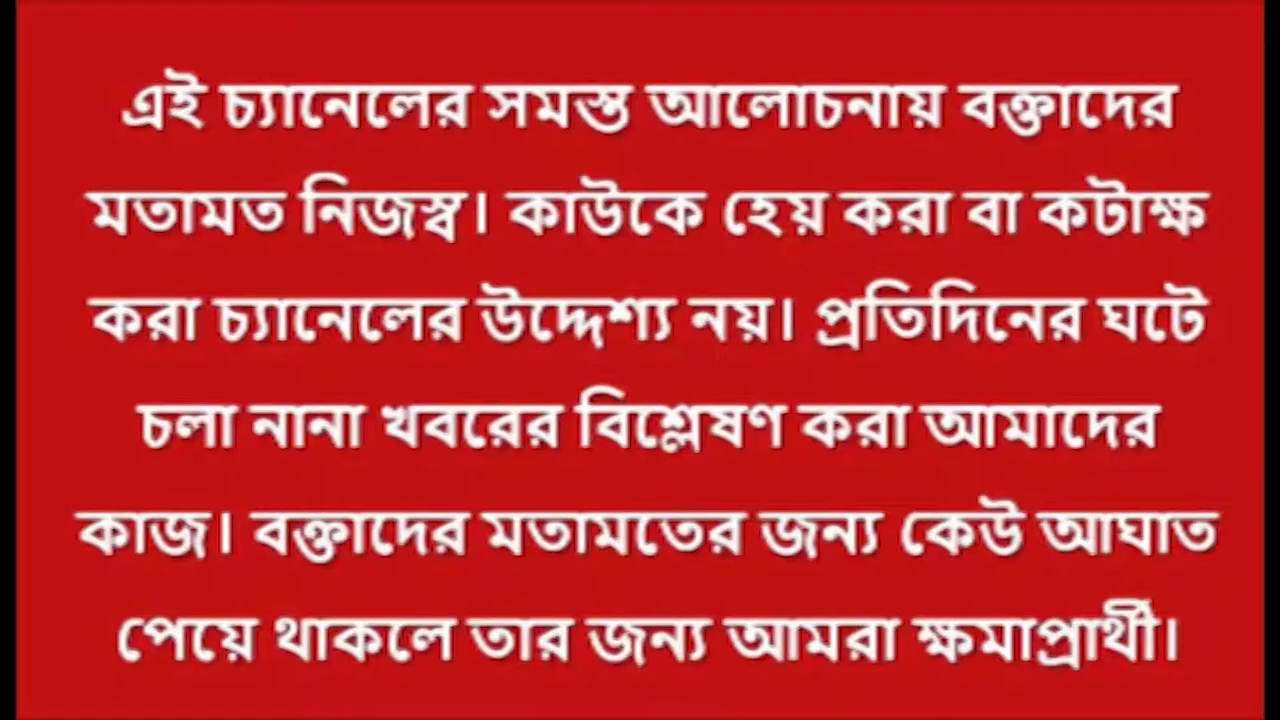 এই চ্যানেলের সমস্ত আলোচনায় বক্তাদের
মতামত নিজস্ব। কাউকে হেয় করা বা কটাক্ষ
করা চ্যানেলের উদ্দেশ্য নয়। প্রতিদিনের ঘটে
চলা নানা খবরের বিশ্লেষণ করা আমাদের
কাজ। বক্তাদের মতামতের জন্য কেউ আঘাত
পেয়ে থাকলে তার জন্য আমরা ক্ষমাপ্রার্থী।